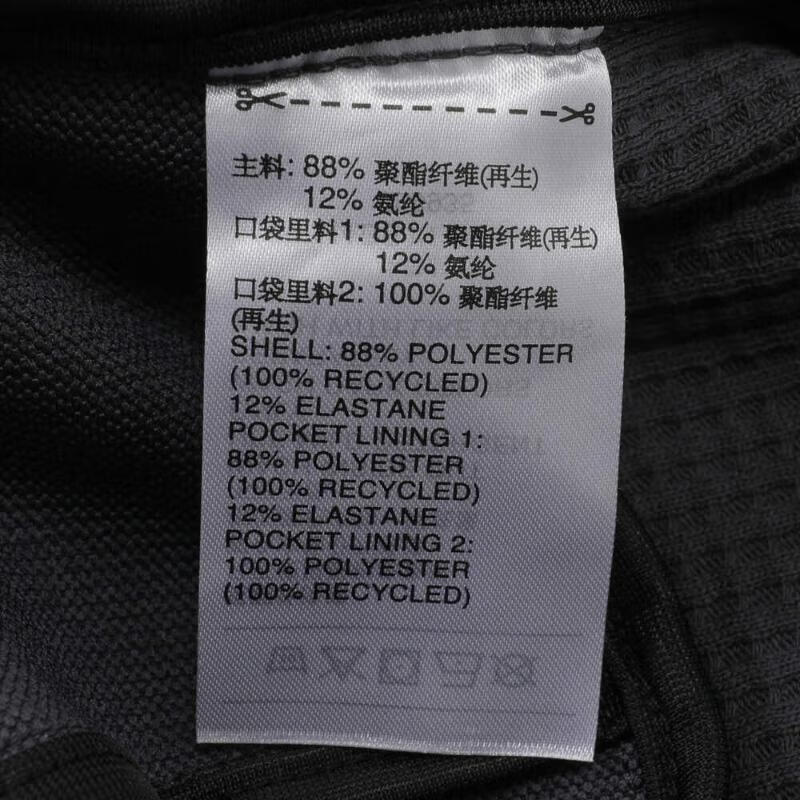 主料: 88% 聚酯纤维(再生)
12% 氨纶
口袋里料1: 88% 聚酯纤维(再生)
12% 氨纶
口袋里料2: 100% 聚酯纤维
(再生)
SHELL: 88% POLYESTER
(100% RECYCLED)
12% ELASTANE
POCKET LINING 1:
88% POLYESTER
(100% RECYCLED)
12% ELASTANE
POCKET LINING 2:
100% POLYESTER
(100% RECYCLED)